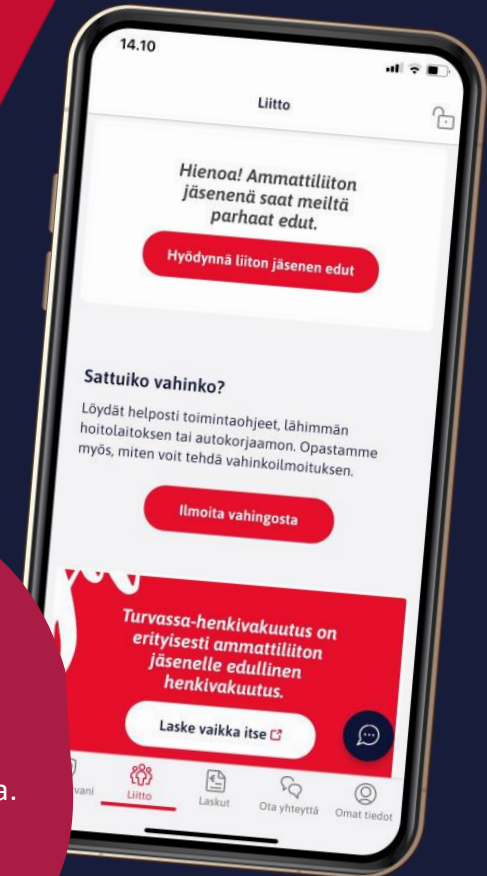 14.10
Liitto
Hienoa! Ammattiliiton
jäsenenä saat meiltä
parhaat edut.
Hyödynnä liiton jäsenen edut
Sattuiko vahinko?
Löydät helposti toimintaohjeet, lähimmän
hoitolaitoksen tai autokorjaamon. Opastamme
myös, miten voit tehdä vahinkoilmoituksen.
Ilmoita vahingosta
Turvassa-henkivakuutus on
erityisesti ammattiliiton
jäsenelle edullinen
henkivakuutus.
Laske vaikka itse
Liitto
Laskut
Ota yhteyttä
Omat tiedot